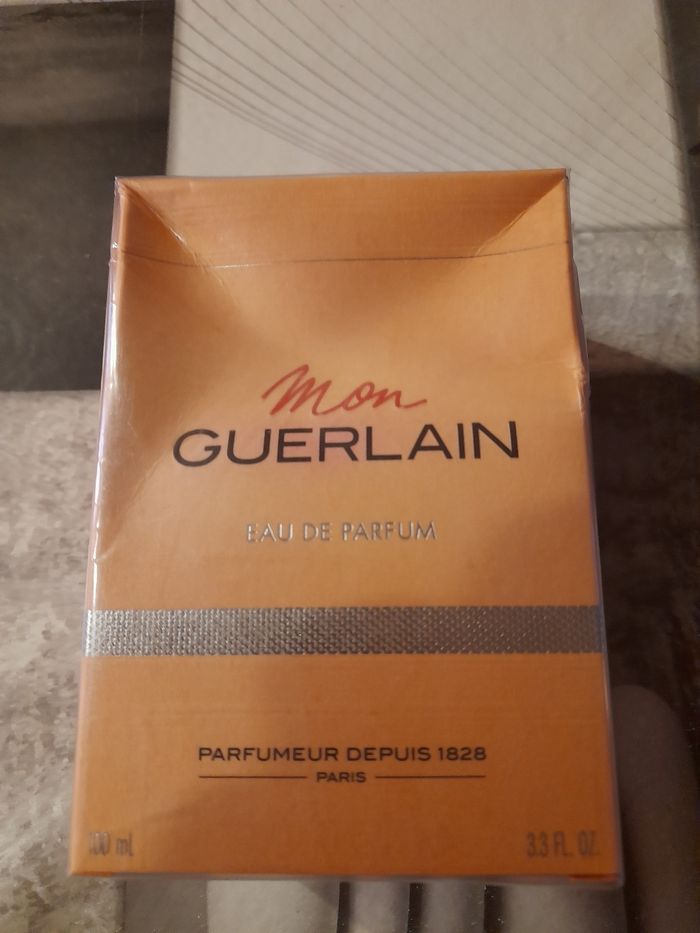 Mon
GUERLAIN
EAU DE PARFUM
PARFUMEUR DEPUIS 1828
PARIS
100 ml 3.3 FL. OZ.